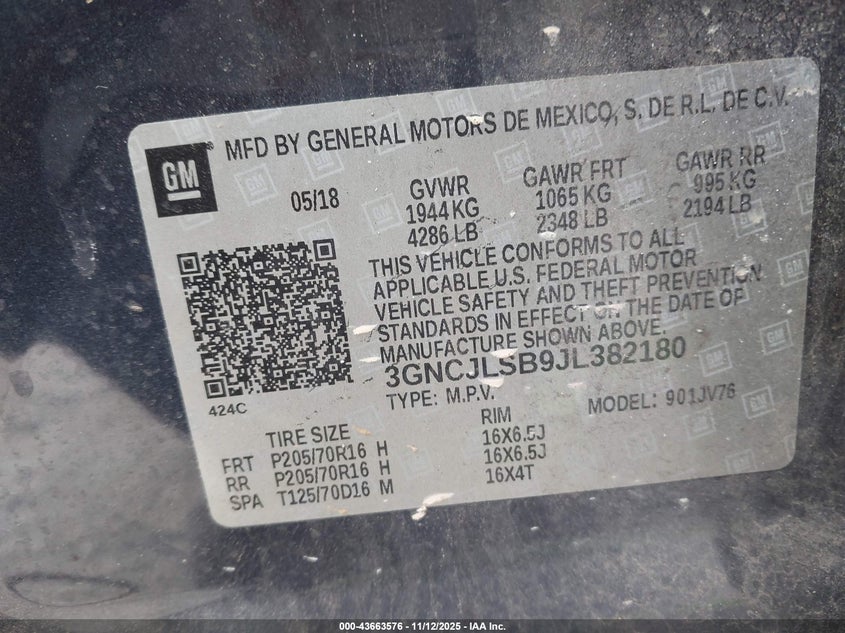 MFD BY GENERAL MOTORS DE MEXICO, S. DE R.L. DE C.V.
GM
05/18
GVWR GAWR FRT GAWR RR
1944 KG 1065 KG 995 KG
4286 LB 2348 LB 2194 LB
THIS VEHICLE CONFORMS TO ALL
APPLICABLE U.S. FEDERAL MOTOR
VEHICLE SAFETY AND THEFT PREVENTION
STANDARDS IN EFFECT ON THE DATE OF
MANUFACTURE SHOWN ABOVE.
3GNCJLSB9JL382180
424C
TYPE: M.P.V. MODEL: 901JV76
TIRE SIZE RIM
FRT P205/70R16 H 16X6.5J
RR P205/70R16 H 16X6.5J
SPA T125/70D16 M 16X4T
000-43663576 - 11/12/2025 - IAA Inc.